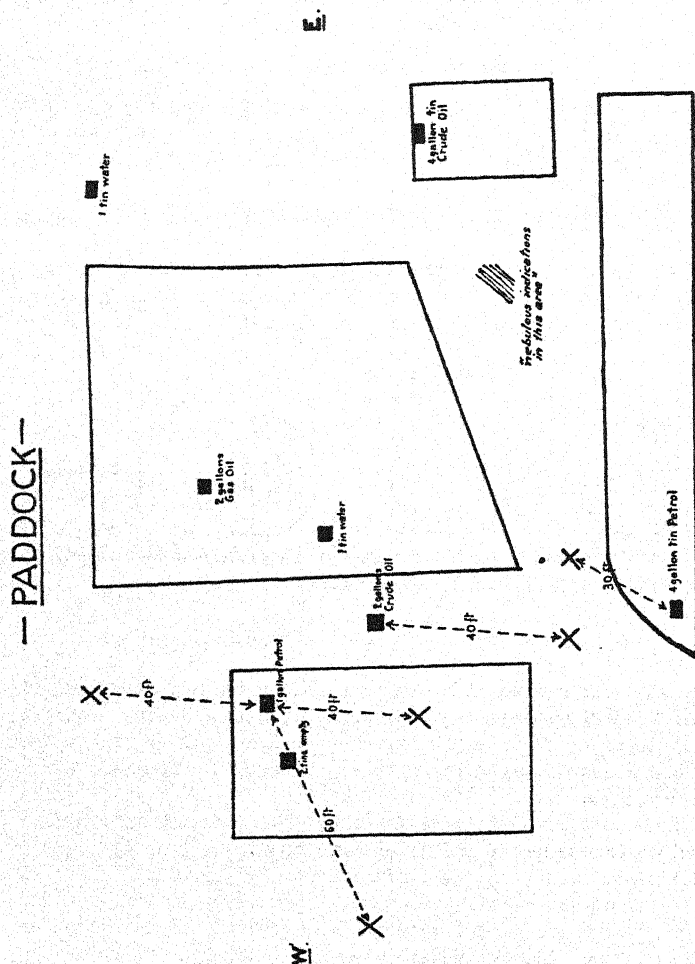 — PADDOCK —
E.
1 tin water
4 gallon tin
Crude Oil
"nebulous indications
in this area"
2 gallons
Gas Oil
1 tin water
2 gallons
Crude Oil
40 ft
30 ft
4 gallon tin Petrol
40 ft
1 gallon Petrol
40 ft
2 tins empty
60 ft
W.